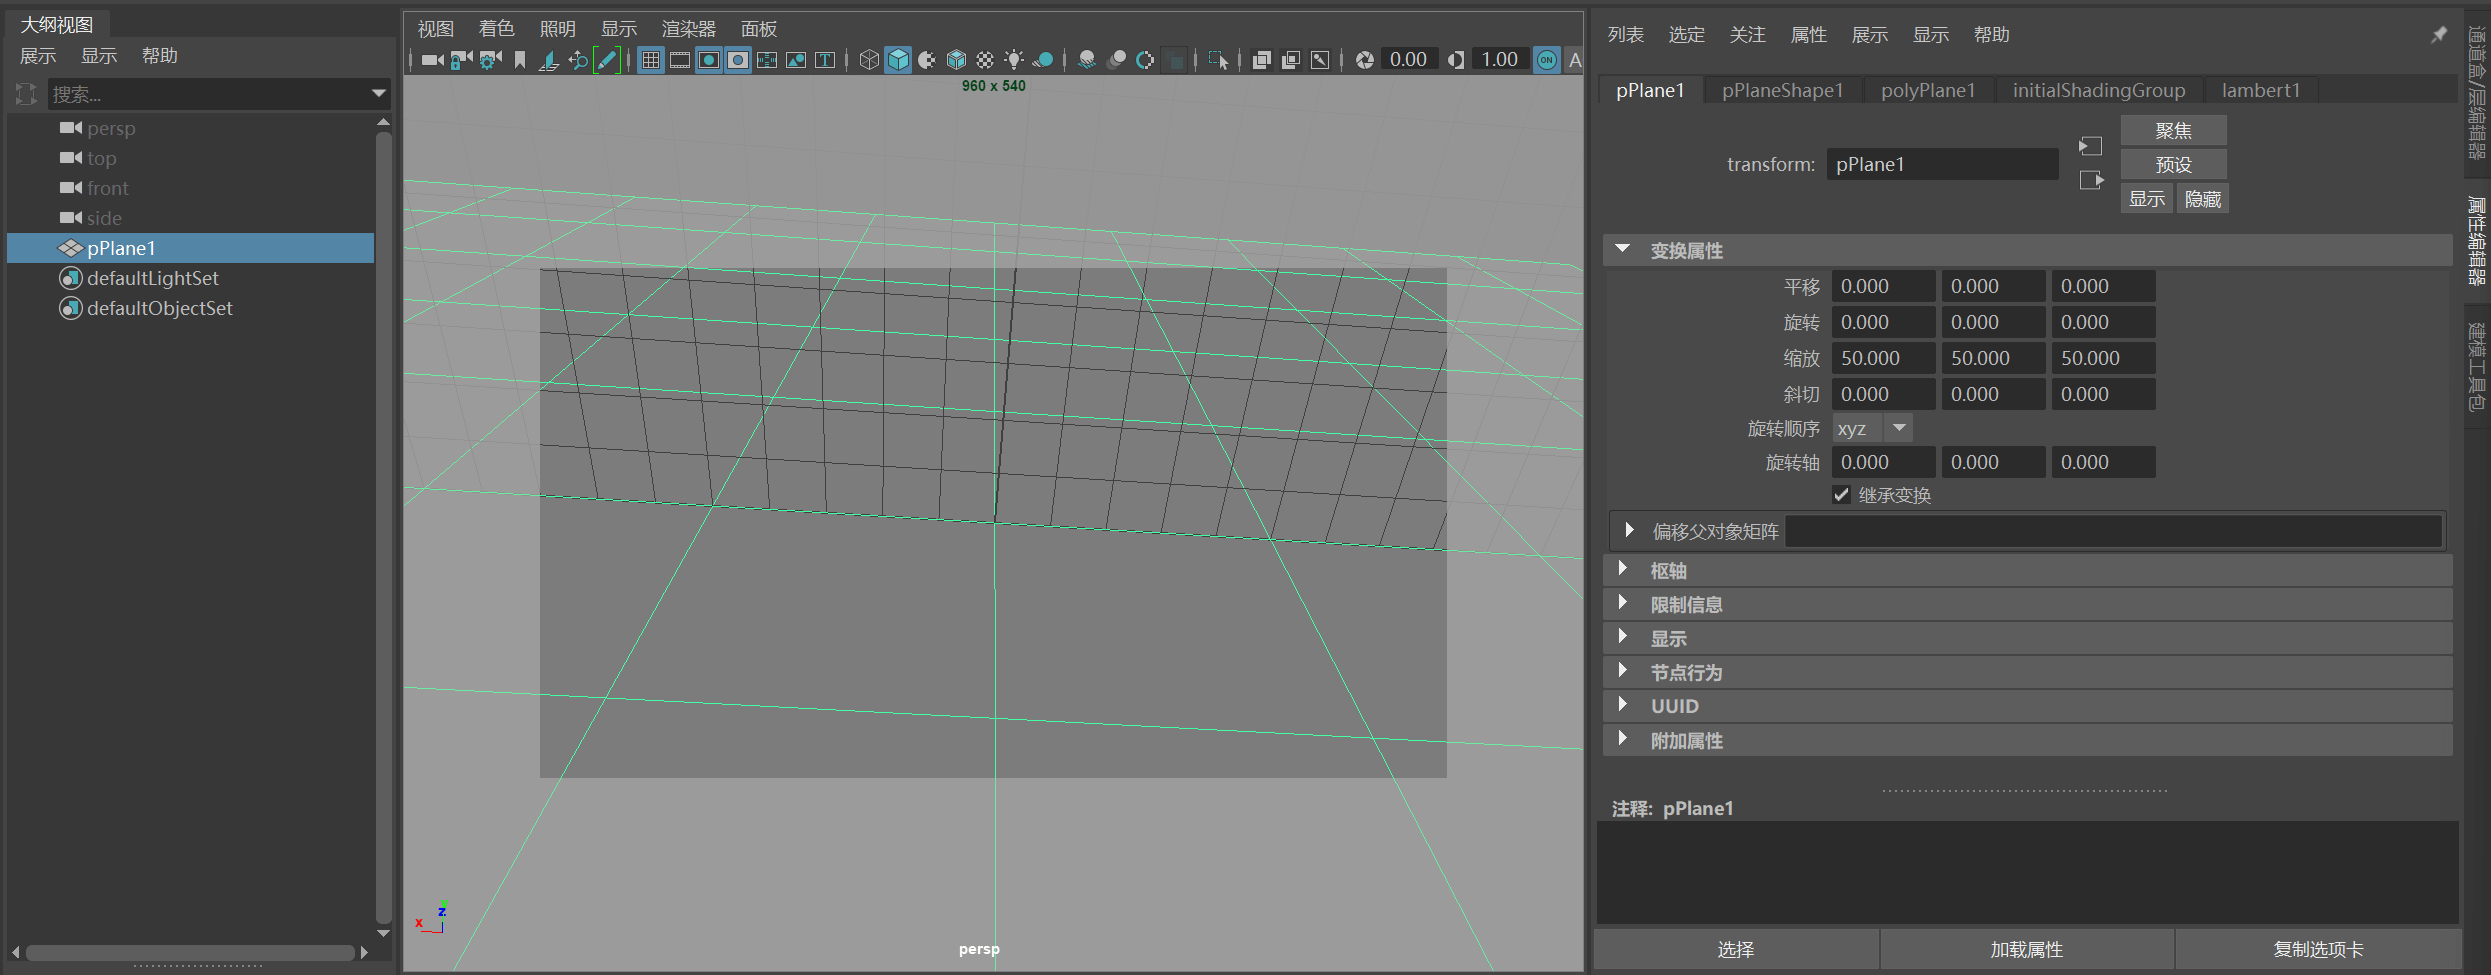 大纲视图
展示 显示 帮助
搜索...
persp
top
front
side
pPlane1
defaultLightSet
defaultObjectSet
视图 着色 照明 显示 渲染器 面板
0.00 1.00 ON A
960 x 540
y
z
x
persp
列表 选定 关注 属性 展示 显示 帮助
pPlane1 pPlaneShape1 polyPlane1 initialShadingGroup lambert1
transform: pPlane1
聚焦
预设
显示 隐藏
变换属性
平移 0.000 0.000 0.000
旋转 0.000 0.000 0.000
缩放 50.000 50.000 50.000
斜切 0.000 0.000 0.000
旋转顺序 xyz
旋转轴 0.000 0.000 0.000
继承变换
偏移父对象矩阵
枢轴
限制信息
显示
节点行为
UUID
附加属性
注释: pPlane1
选择 加载属性 复制选项卡
通道盒/层编辑器
属性编辑器
建模工具包